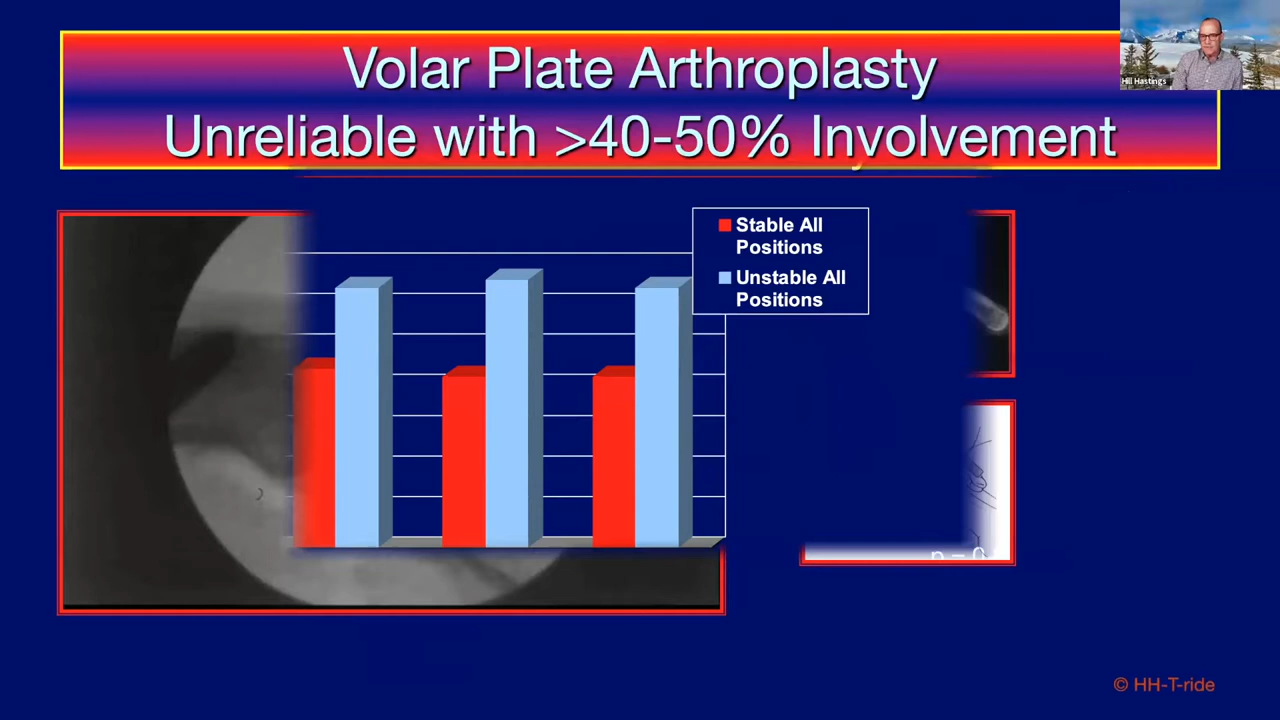 Volar Plate Arthroplasty
Unreliable with >40-50% Involvement
Hill Hastings
Stable All
Positions
Unstable All
Positions
© HH-T-ride